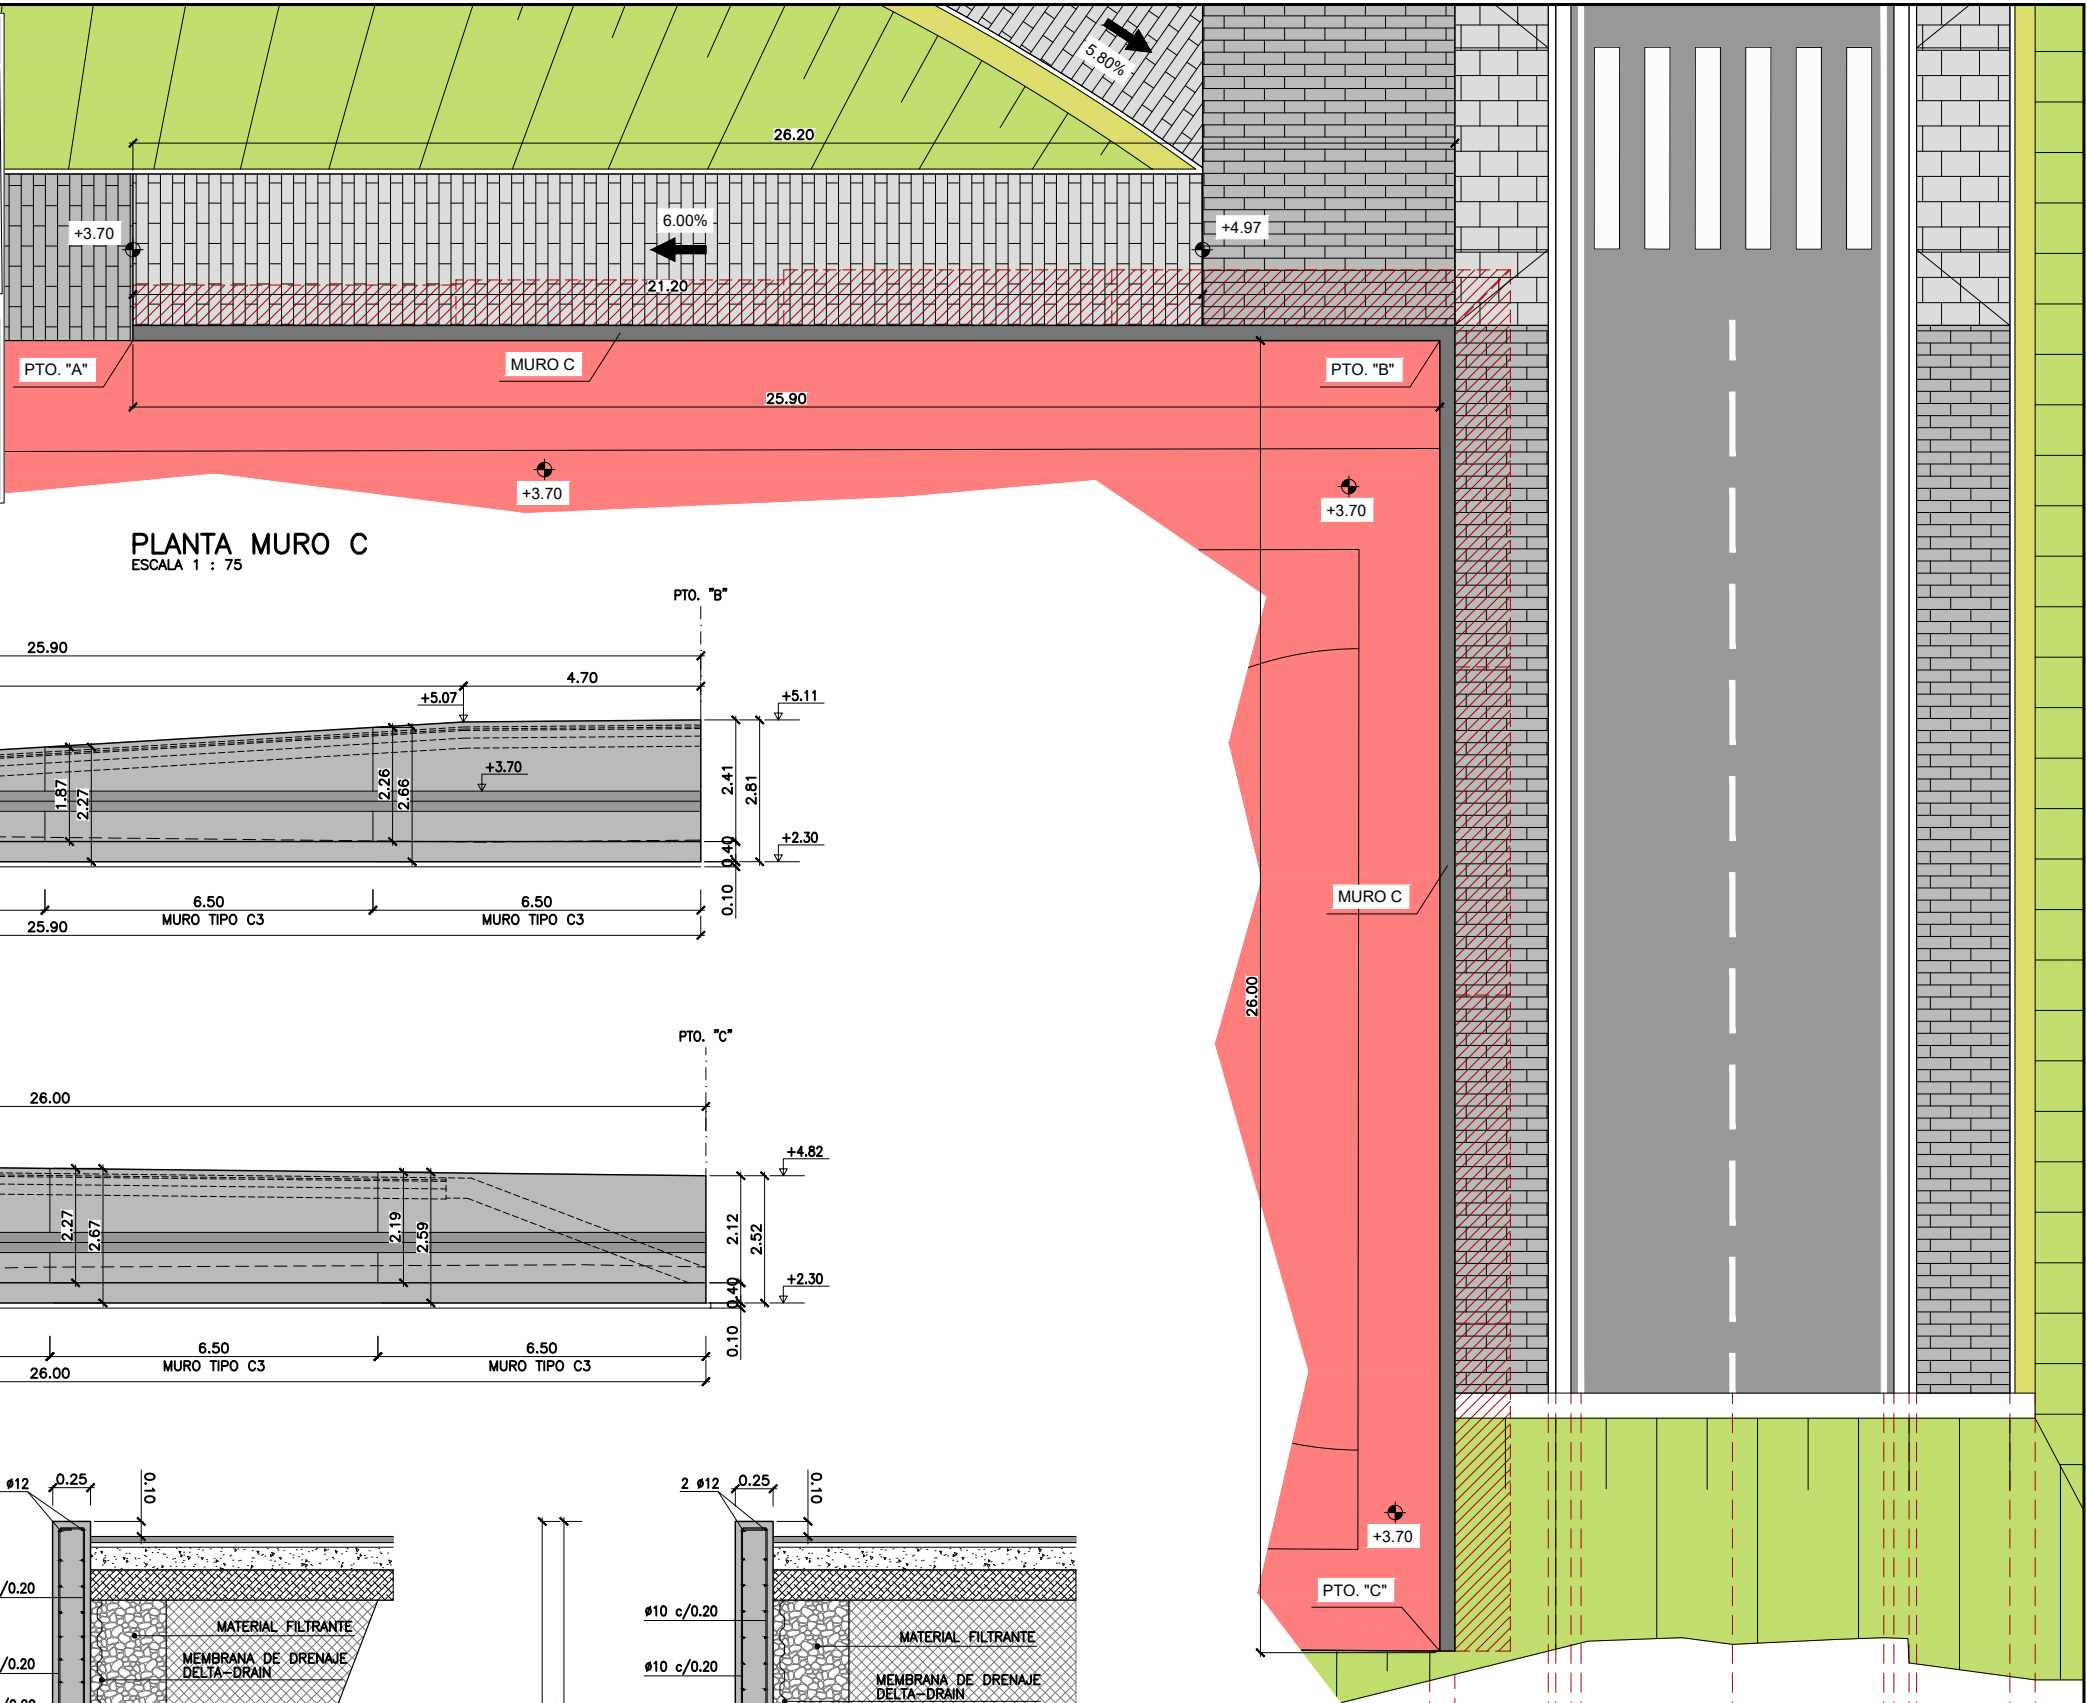 5.80%
26.20
6.00%
+3.70
+4.97
21.20
PTO. "A"
MURO C
PTO. "B"
25.90
+3.70
+3.70
PLANTA MURO C
ESCALA 1 : 75
PTO. "B"
25.90
4.70
+5.07
+5.11
+3.70
1.87
2.27
2.26
2.66
2.41
2.81
+2.30
0.40
0.10
6.50
MURO TIPO C3
6.50
MURO TIPO C3
25.90
MURO C
26.00
PTO. "C"
26.00
+4.82
2.27
2.67
2.19
2.59
2.12
2.52
+2.30
0.40
0.10
6.50
MURO TIPO C3
6.50
MURO TIPO C3
26.00
+3.70
PTO. "C"
ø12
0.25
0.10
/0.20
MATERIAL FILTRANTE
/0.20
MEMBRANA DE DRENAJE
DELTA-DRAIN
2 ø12
0.25
0.10
ø10 c/0.20
MATERIAL FILTRANTE
ø10 c/0.20
MEMBRANA DE DRENAJE
DELTA-DRAIN